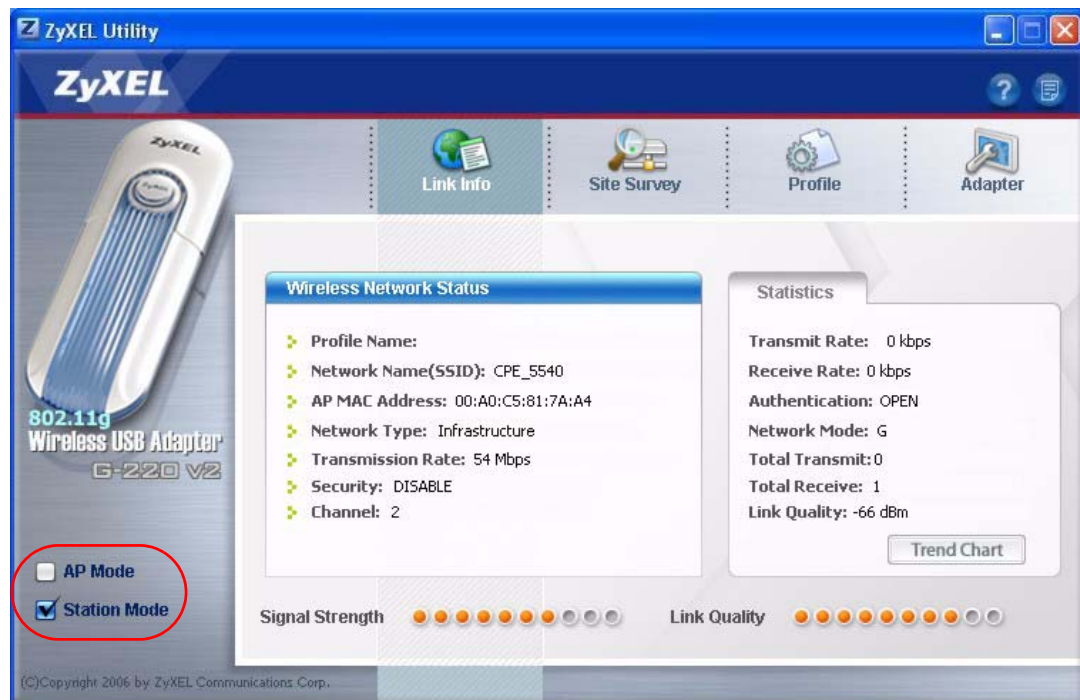 ZyXEL Utility
ZyXEL
?
ZyXEL
ZyXEL
Link Info
Site Survey
Profile
Adapter
802.11g
Wireless USB Adapter
G-220 V2
AP Mode
Station Mode
Wireless Network Status
Profile Name:
Network Name(SSID): CPE_5540
AP MAC Address: 00:A0:C5:81:7A:A4
Network Type: Infrastructure
Transmission Rate: 54 Mbps
Security: DISABLE
Channel: 2
Statistics
Transmit Rate: 0 kbps
Receive Rate: 0 kbps
Authentication: OPEN
Network Mode: G
Total Transmit: 0
Total Receive: 1
Link Quality: -66 dBm
Trend Chart
Signal Strength
Link Quality
(C)Copyright 2006 by ZyXEL Communications Corp.